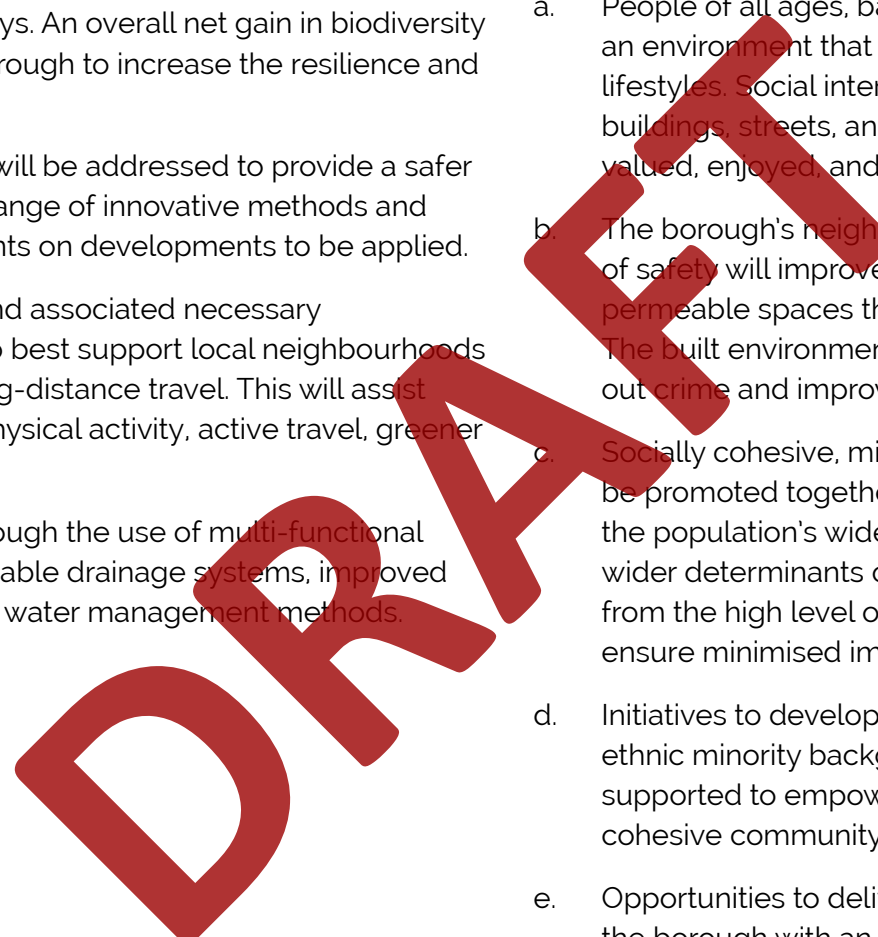 ys. An overall net gain in biodiversity
rough to increase the resilience and
will be addressed to provide a safer
ange of innovative methods and
nts on developments to be applied.
nd associated necessary
o best support local neighbourhoods
g-distance travel. This will assist
hysical activity, active travel, greener
ough the use of multi-functional
able drainage systems, improved
water management methods.
a. People of all ages, ba
an environment that
lifestyles. Social inter
buildings, streets, an
valued, enjoyed, and
b. The borough's neigh
of safety will improve
permeable spaces th
The built environmen
out crime and improv
c. Socially cohesive, mi
be promoted togethe
the population's wide
wider determinants o
from the high level o
ensure minimised im
d. Initiatives to develop
ethnic minority backg
supported to empow
cohesive community
e. Opportunities to deli
the borough with an
DRAFT